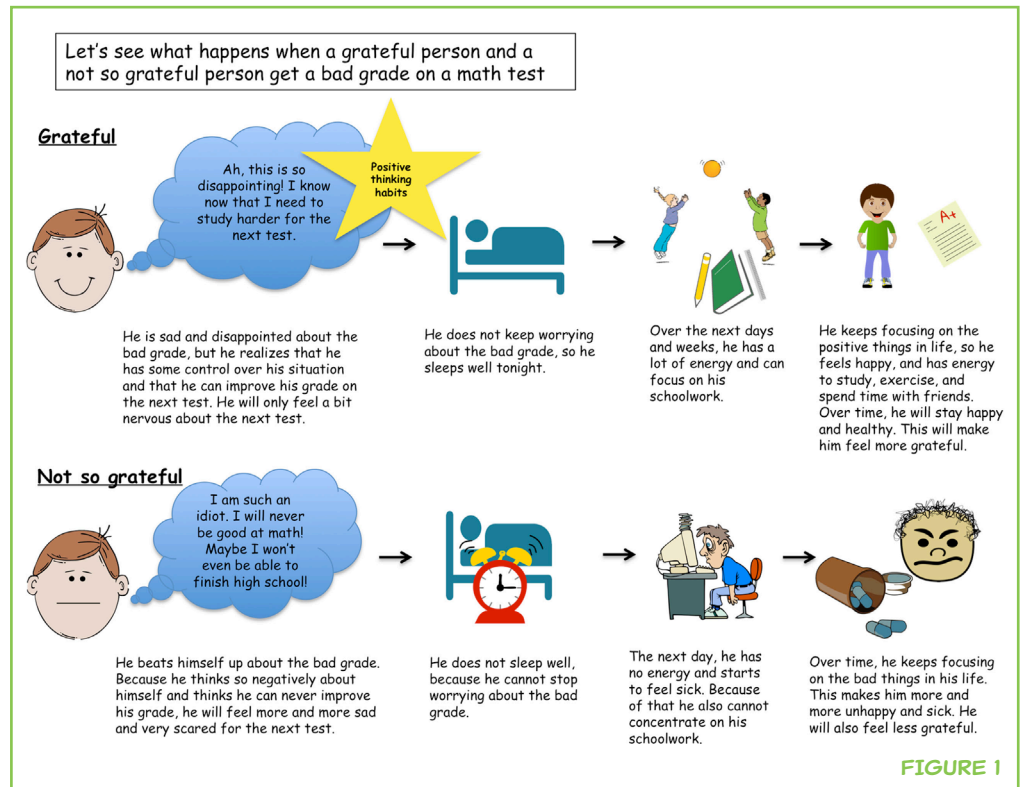 Let's see what happens when a grateful person and a
not so grateful person get a bad grade on a math test
Grateful
Ah, this is so
disappointing! I know
now that I need to
study harder for the
next test.
Positive
thinking
habits
A+
He is sad and disappointed about the
bad grade, but he realizes that he
has some control over his situation
and that he can improve his grade on
the next test. He will only feel a bit
nervous about the next test.
He does not keep worrying
about the bad grade, so he
sleeps well tonight.
Over the next days
and weeks, he has a
lot of energy and can
focus on his
schoolwork.
He keeps focusing on the
positive things in life, so he
feels happy, and has energy
to study, exercise, and
spend time with friends.
Over time, he will stay happy
and healthy. This will make
him feel more grateful.
Not so grateful
I am such an
idiot. I will never
be good at math!
Maybe I won't
even be able to
finish high school!
He beats himself up about the bad grade.
Because he thinks so negatively about
himself and thinks he can never improve
his grade, he will feel more and more sad
and very scared for the next test.
He does not sleep well,
because he cannot stop
worrying about the bad
grade.
The next day, he has
no energy and starts
to feel sick. Because
of that he also cannot
concentrate on his
schoolwork.
Over time, he keeps focusing
on the bad things in his life.
This makes him more and
more unhappy and sick. He
will also feel less grateful.
FIGURE 1